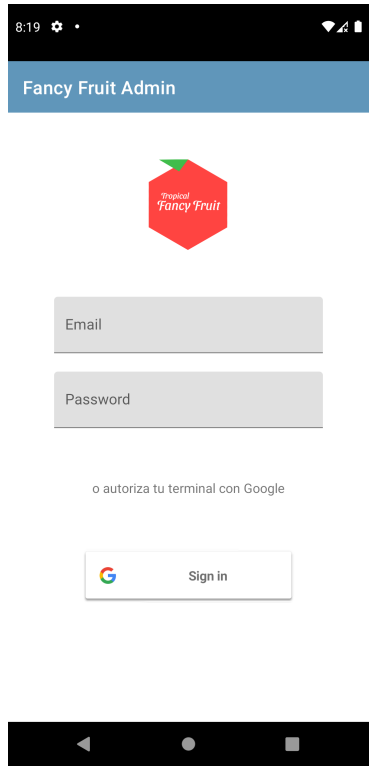 8:19
Fancy Fruit Admin
Tropical
Fancy Fruit
Email
Password
o autoriza tu terminal con Google
Sign in